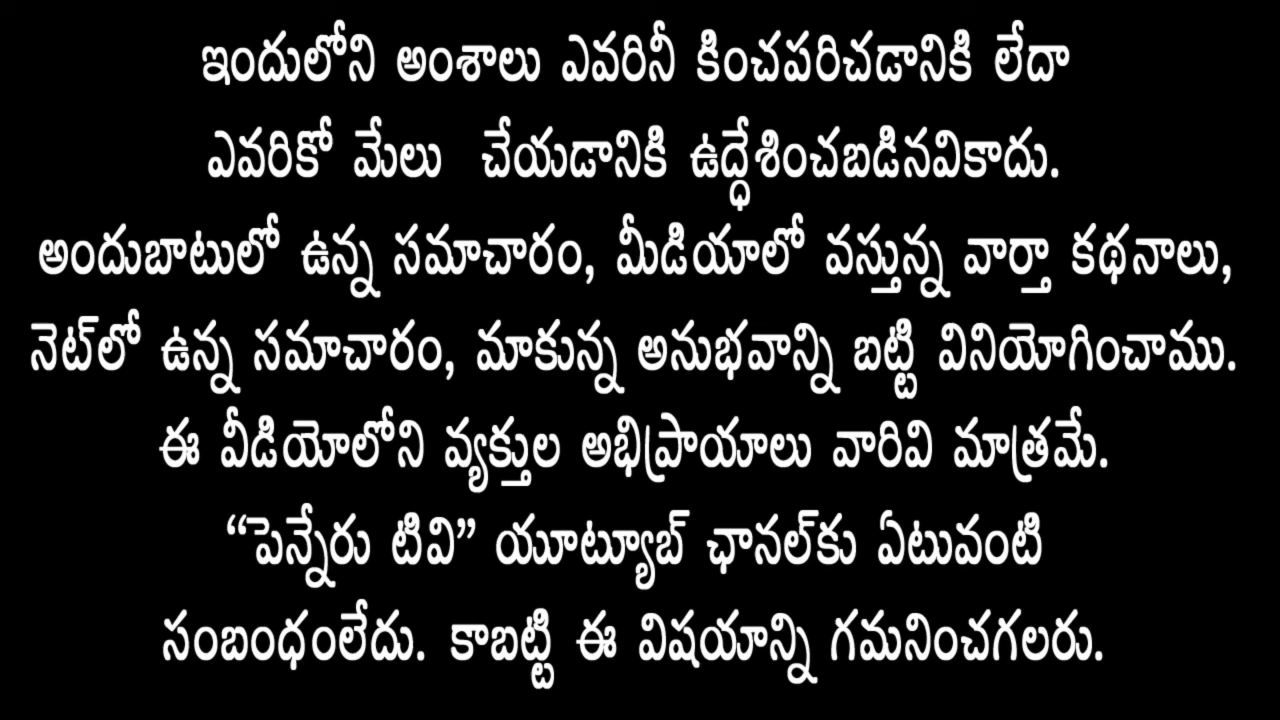 ఇందులోని అంశాలు ఎవరినీ కించపరిచడానికి లేదా
ఎవరికో మేలు చేయడానికి ఉద్ధేశించబడినవికాదు.
అందుబాటులో ఉన్న సమాచారం, మీడియాలో వస్తున్న వార్తా కథనాలు,
నెట్‌లో ఉన్న సమాచారం, మాకున్న అనుభవాన్ని బట్టి వినియోగించాము.
ఈ వీడియోలోని వ్యక్తుల అభిప్రాయాలు వారివి మాత్రమే.
“పెన్నేరు టివి” యూట్యూబ్ ఛానల్‌కు ఏటువంటి
సంబంధంలేదు. కాబట్టి ఈ విషయాన్ని గమనించగలరు.